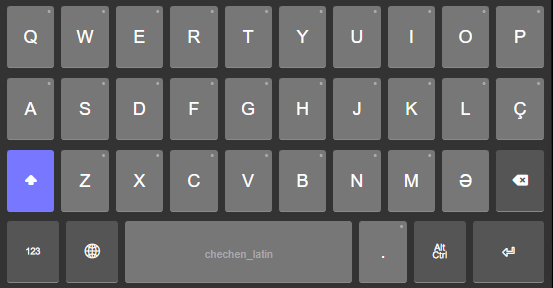 Q W E R T Y U I O P
A S D F G H J K L Ç
Z X C V B N M Ə
123 chechen_latin . Alt
Ctrl